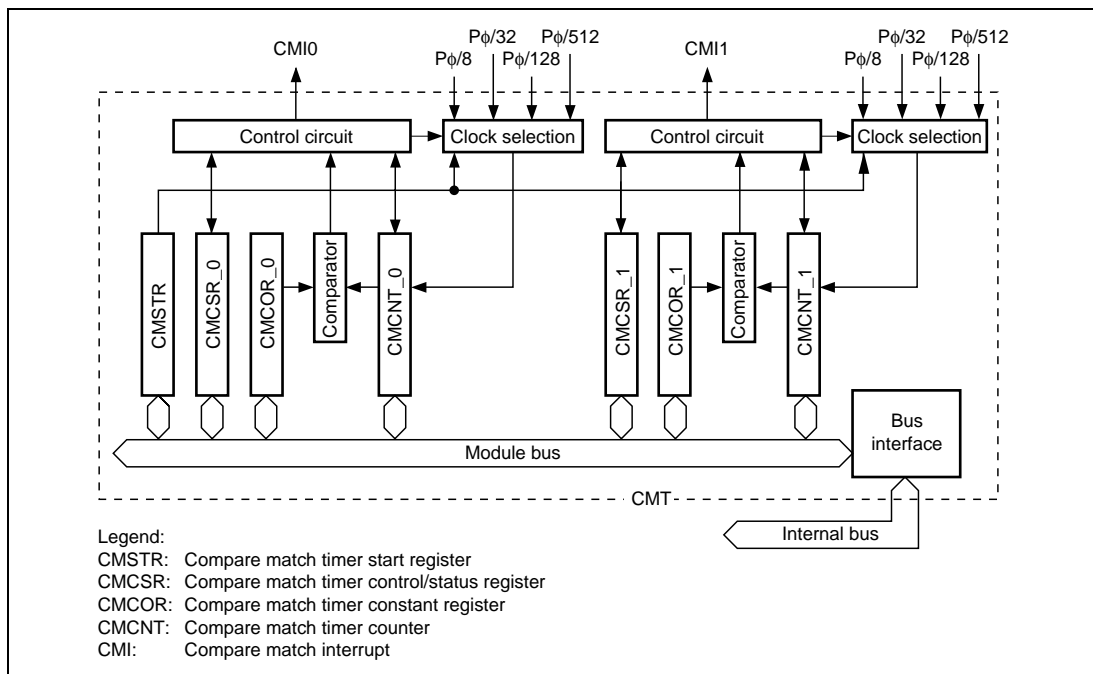 CMI0
Pφ/8
Pφ/32
Pφ/128
Pφ/512
CMI1
Pφ/8
Pφ/32
Pφ/128
Pφ/512
Control circuit
Clock selection
Control circuit
Clock selection
CMSTR
CMCSR_0
CMCOR_0
Comparator
CMCNT_0
CMCSR_1
CMCOR_1
Comparator
CMCNT_1
Module bus
Bus
interface
CMT
Internal bus
Legend:
CMSTR: Compare match timer start register
CMCSR: Compare match timer control/status register
CMCOR: Compare match timer constant register
CMCNT: Compare match timer counter
CMI: Compare match interrupt